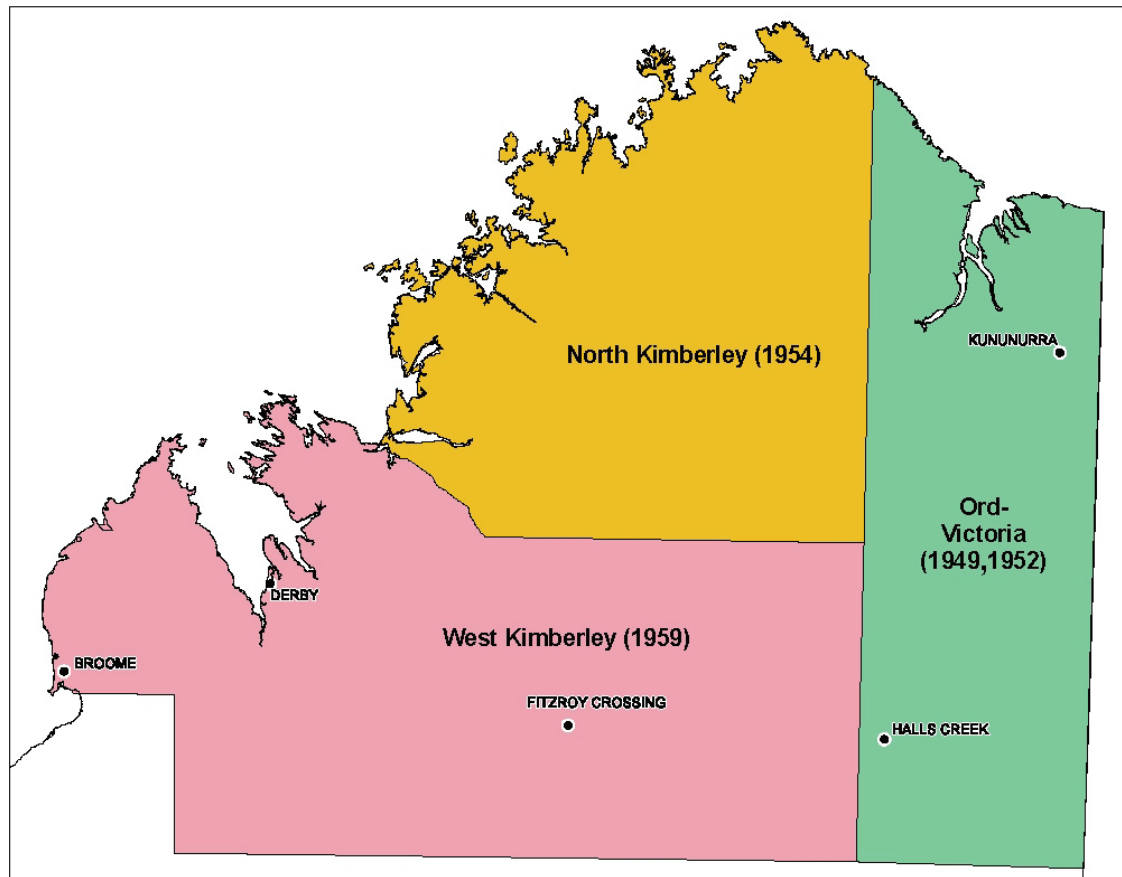 North Kimberley (1954)
KUNUNURRA
Ord-
Victoria
(1949,1952)
DERBY
West Kimberley (1959)
BROOME
FITZROY CROSSING
HALLS CREEK